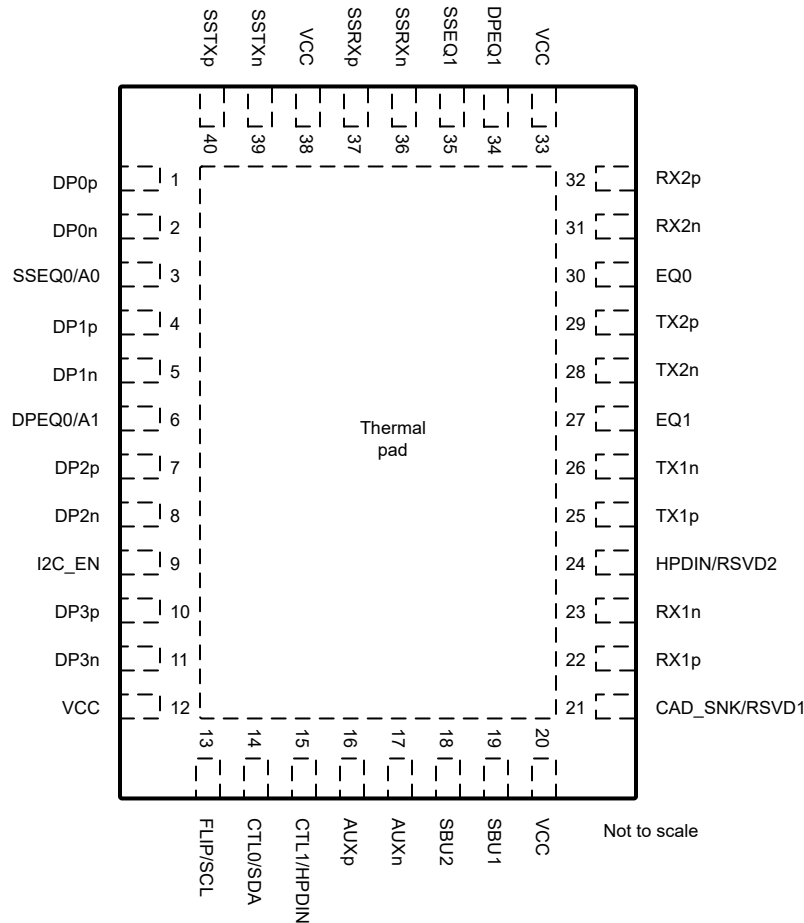 SSTXp
SSTXn
VCC
SSRXp
SSRXn
SSEQ1
DPEQ1
VCC
40
39
38
37
36
35
34
33
DP0p 1
DP0n 2
SSEQ0/A0 3
DP1p 4
DP1n 5
DPEQ0/A1 6
DP2p 7
DP2n 8
I2C_EN 9
DP3p 10
DP3n 11
VCC 12
Thermal
pad
32 RX2p
31 RX2n
30 EQ0
29 TX2p
28 TX2n
27 EQ1
26 TX1n
25 TX1p
24 HPDIN/RSVD2
23 RX1n
22 RX1p
21 CAD_SNK/RSVD1
13
14
15
16
17
18
19
20
FLIP/SCL
CTL0/SDA
CTL1/HPDIN
AUXp
AUXn
SBU2
SBU1
VCC
Not to scale